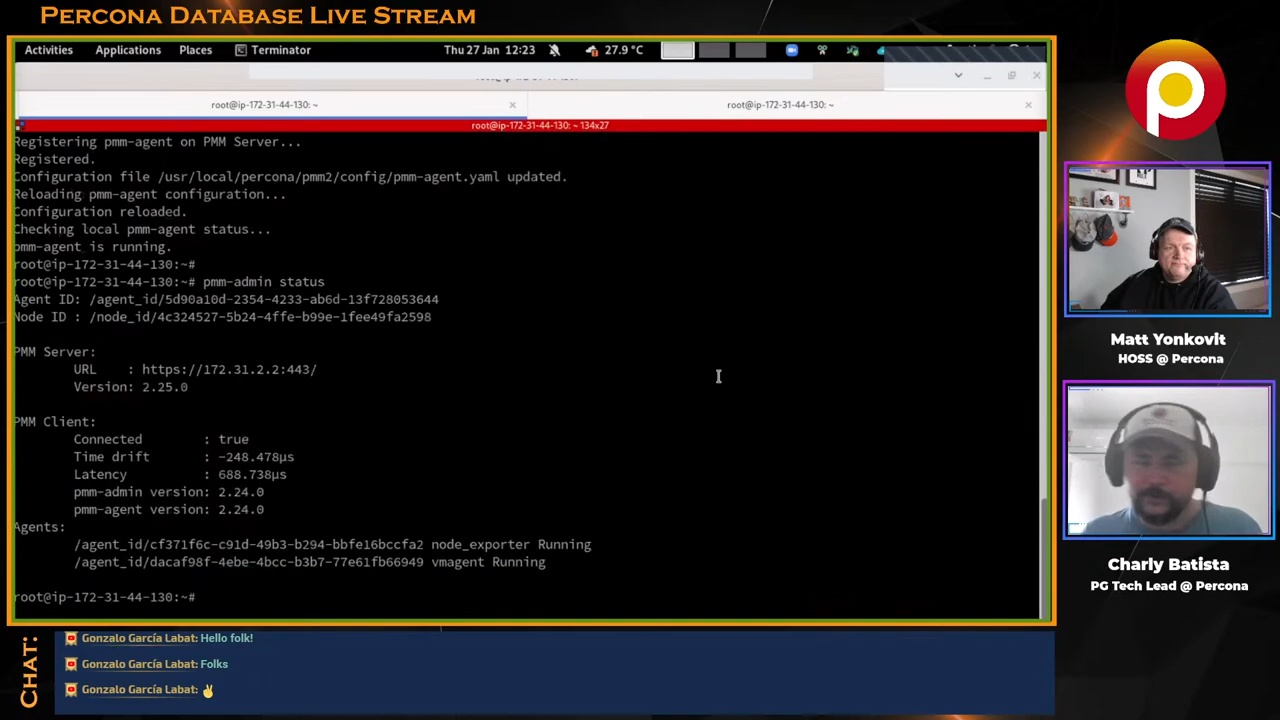 PERCONA DATABASE LIVE STREAM
Activities Applications Places Terminator Thu 27 Jan 12:23 27.9 °C
root@ip-172-31-44-130: ~ root@ip-172-31-44-130: ~
root@ip-172-31-44-130: ~ 134x27
Registering pmm-agent on PMM Server...
Registered.
Configuration file /usr/local/percona/pmm2/config/pmm-agent.yaml updated.
Reloading pmm-agent configuration...
Configuration reloaded.
Checking local pmm-agent status...
pmm-agent is running.
root@ip-172-31-44-130:~#
root@ip-172-31-44-130:~# pmm-admin status
Agent ID: /agent_id/5d90a10d-2354-4233-ab6d-13f728053644
Node ID : /node_id/4c324527-5b24-4ffe-b99e-1fee49fa2598
PMM Server:
URL : https://172.31.2.2:443/
Version: 2.25.0
PMM Client:
Connected : true
Time drift : -248.478µs
Latency : 688.738µs
pmm-admin version: 2.24.0
pmm-agent version: 2.24.0
Agents:
/agent_id/cf371f6c-c91d-49b3-b294-bbfe16bccfa2 node_exporter Running
/agent_id/dacaf98f-4ebe-4bcc-b3b7-77e61fb66949 vmagent Running
root@ip-172-31-44-130:~#
Matt Yonkovit
HOSS @ Percona
Charly Batista
PG Tech Lead @ Percona
CHAT:
Gonzalo García Labat: Hello folk!
Gonzalo García Labat: Folks
Gonzalo García Labat: ✌